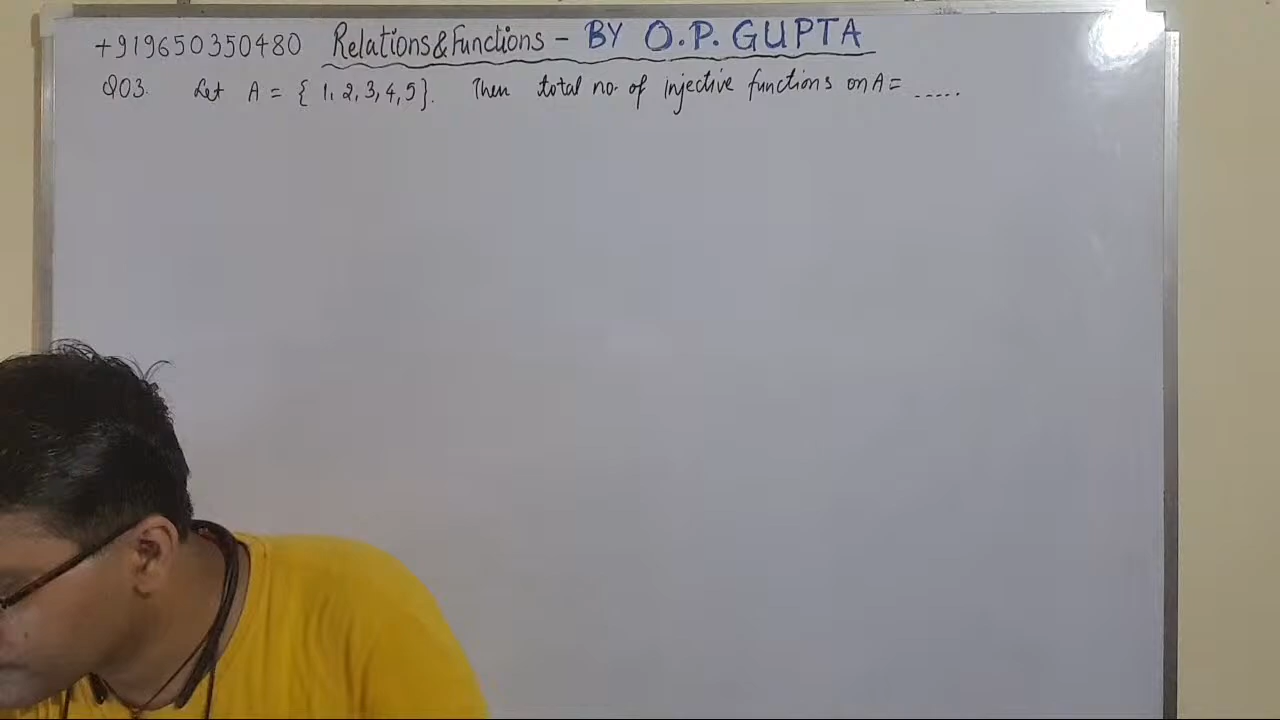 +919650350480 Relations&Functions - BY O.P. GUPTA
Q03. Let A = { 1, 2, 3, 4, 5}. Then total no. of injective functions on A = .....